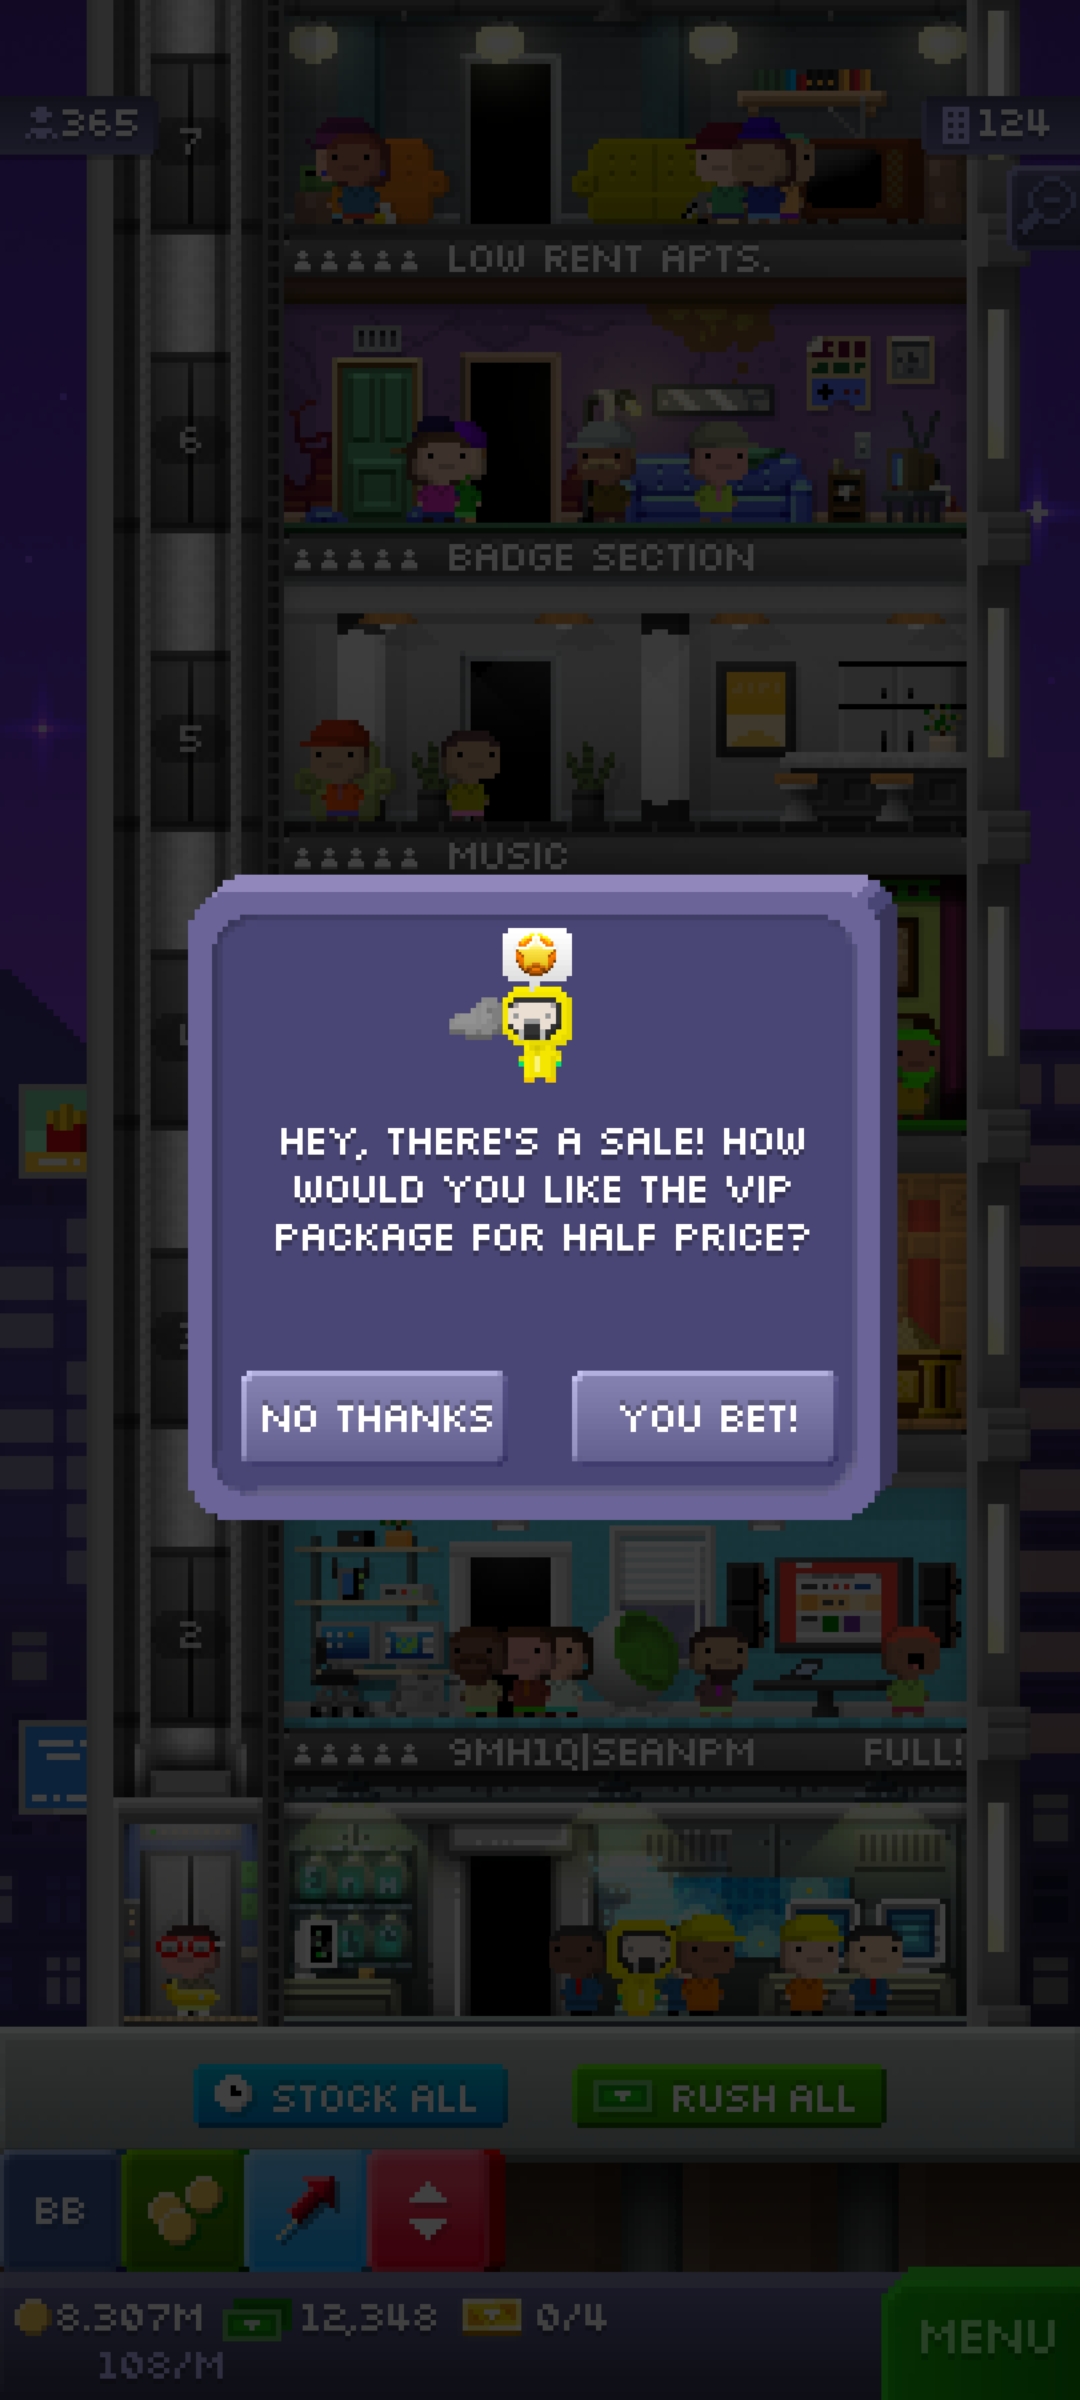 365
124
7
LOW RENT APTS.
6
BADGE SECTION
5
MUSIC
HEY, THERE'S A SALE! HOW
WOULD YOU LIKE THE VIP
PACKAGE FOR HALF PRICE?
NO THANKS
YOU BET!
2
9MH1Q|SEANPM
FULL!
STOCK ALL
RUSH ALL
BB
8.307M
12,348
0/4
108/M
MENU